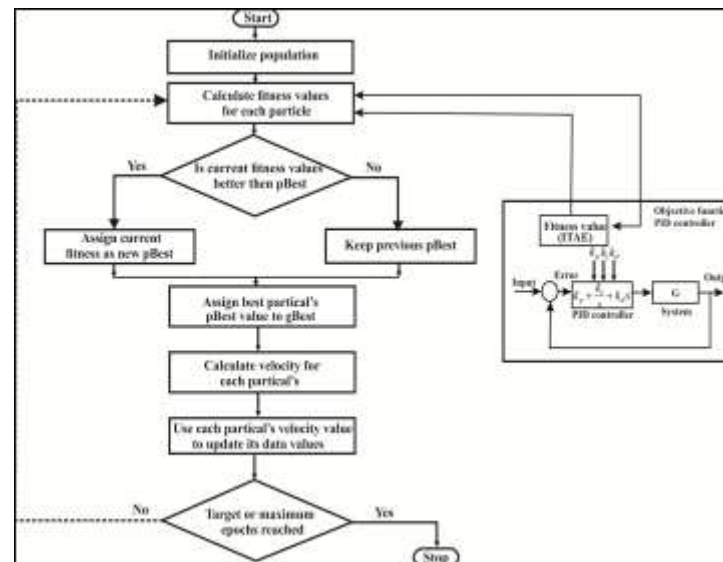 Start
Initialize population
Calculate fitness values
for each particle
Yes
Is current fitness values
better then pBest
No
Assign current
fitness as new pBest
Keep previous pBest
Assign best partical's
pBest value to gBest
Calculate velocity for
each partical's
Use each partical's velocity value
to update its data values
No
Target or maximum
epochs reached
Yes
Stop
Objective function
PID controller
Fitness value
(ITAE)
Input
Error
G
System
PID controller